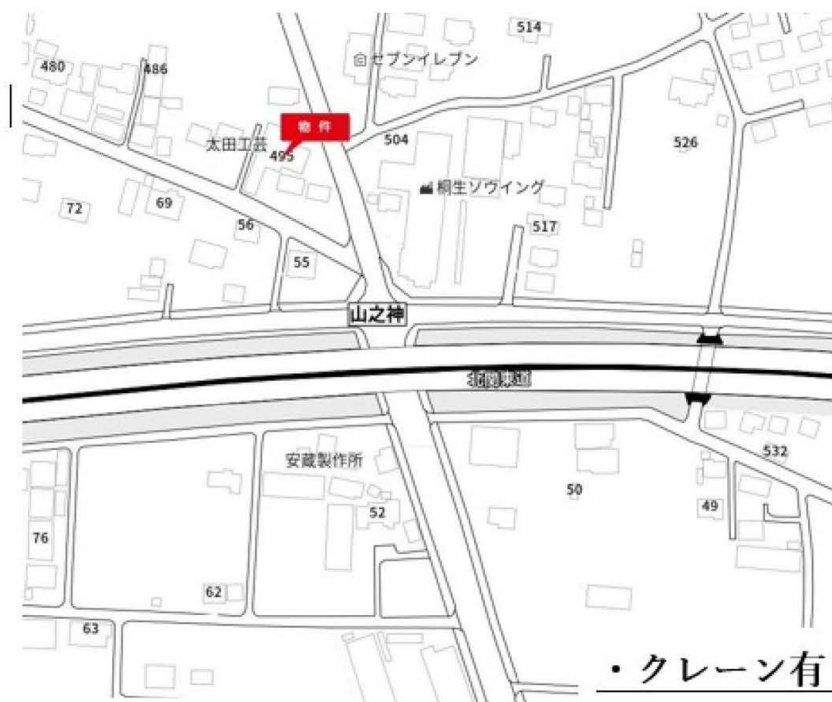 514
セブンイレブン
480
486
物件
太田工芸
495
504
526
桐生ソウイング
72
69
56
517
55
山之神
北関東道
532
安蔵製作所
50
52
49
76
62
63
・クレーン有